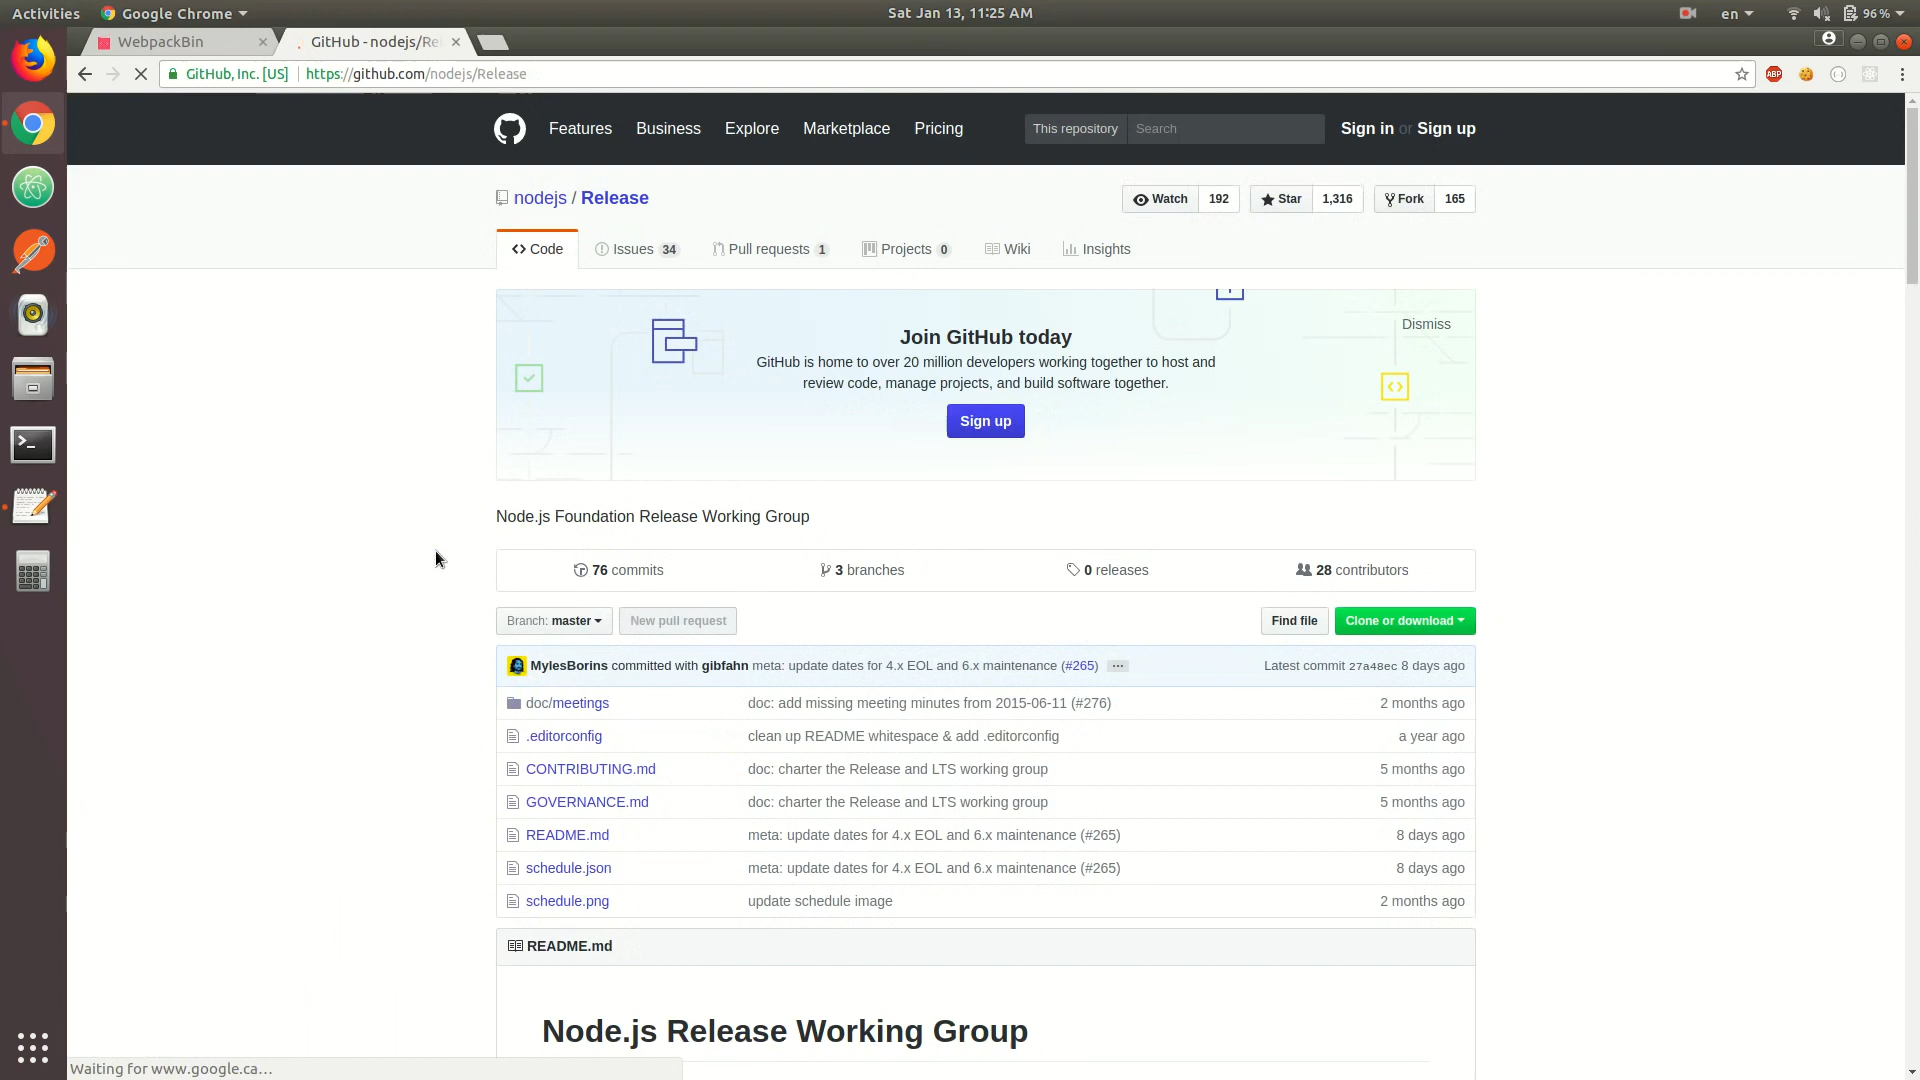 Activities Google Chrome Sat Jan 13, 11:25 AM en 96 %
WebpackBin GitHub - nodejs/Re
GitHub, Inc. [US] https://github.com/nodejs/Release ABP
Features Business Explore Marketplace Pricing This repository Search Sign in or Sign up
nodejs / Release Watch 192 Star 1,316 Fork 165
Code Issues 34 Pull requests 1 Projects 0 Wiki Insights
Join GitHub today Dismiss
GitHub is home to over 20 million developers working together to host and
review code, manage projects, and build software together.
Sign up
Node.js Foundation Release Working Group
76 commits 3 branches 0 releases 28 contributors
Branch: master New pull request Find file Clone or download
MylesBorins committed with gibfahn meta: update dates for 4.x EOL and 6.x maintenance (#265) ... Latest commit 27a48ec 8 days ago
doc/meetings doc: add missing meeting minutes from 2015-06-11 (#276) 2 months ago
.editorconfig clean up README whitespace & add .editorconfig a year ago
CONTRIBUTING.md doc: charter the Release and LTS working group 5 months ago
GOVERNANCE.md doc: charter the Release and LTS working group 5 months ago
README.md meta: update dates for 4.x EOL and 6.x maintenance (#265) 8 days ago
schedule.json meta: update dates for 4.x EOL and 6.x maintenance (#265) 8 days ago
schedule.png update schedule image 2 months ago
README.md
Node.js Release Working Group
Waiting for www.google.ca...